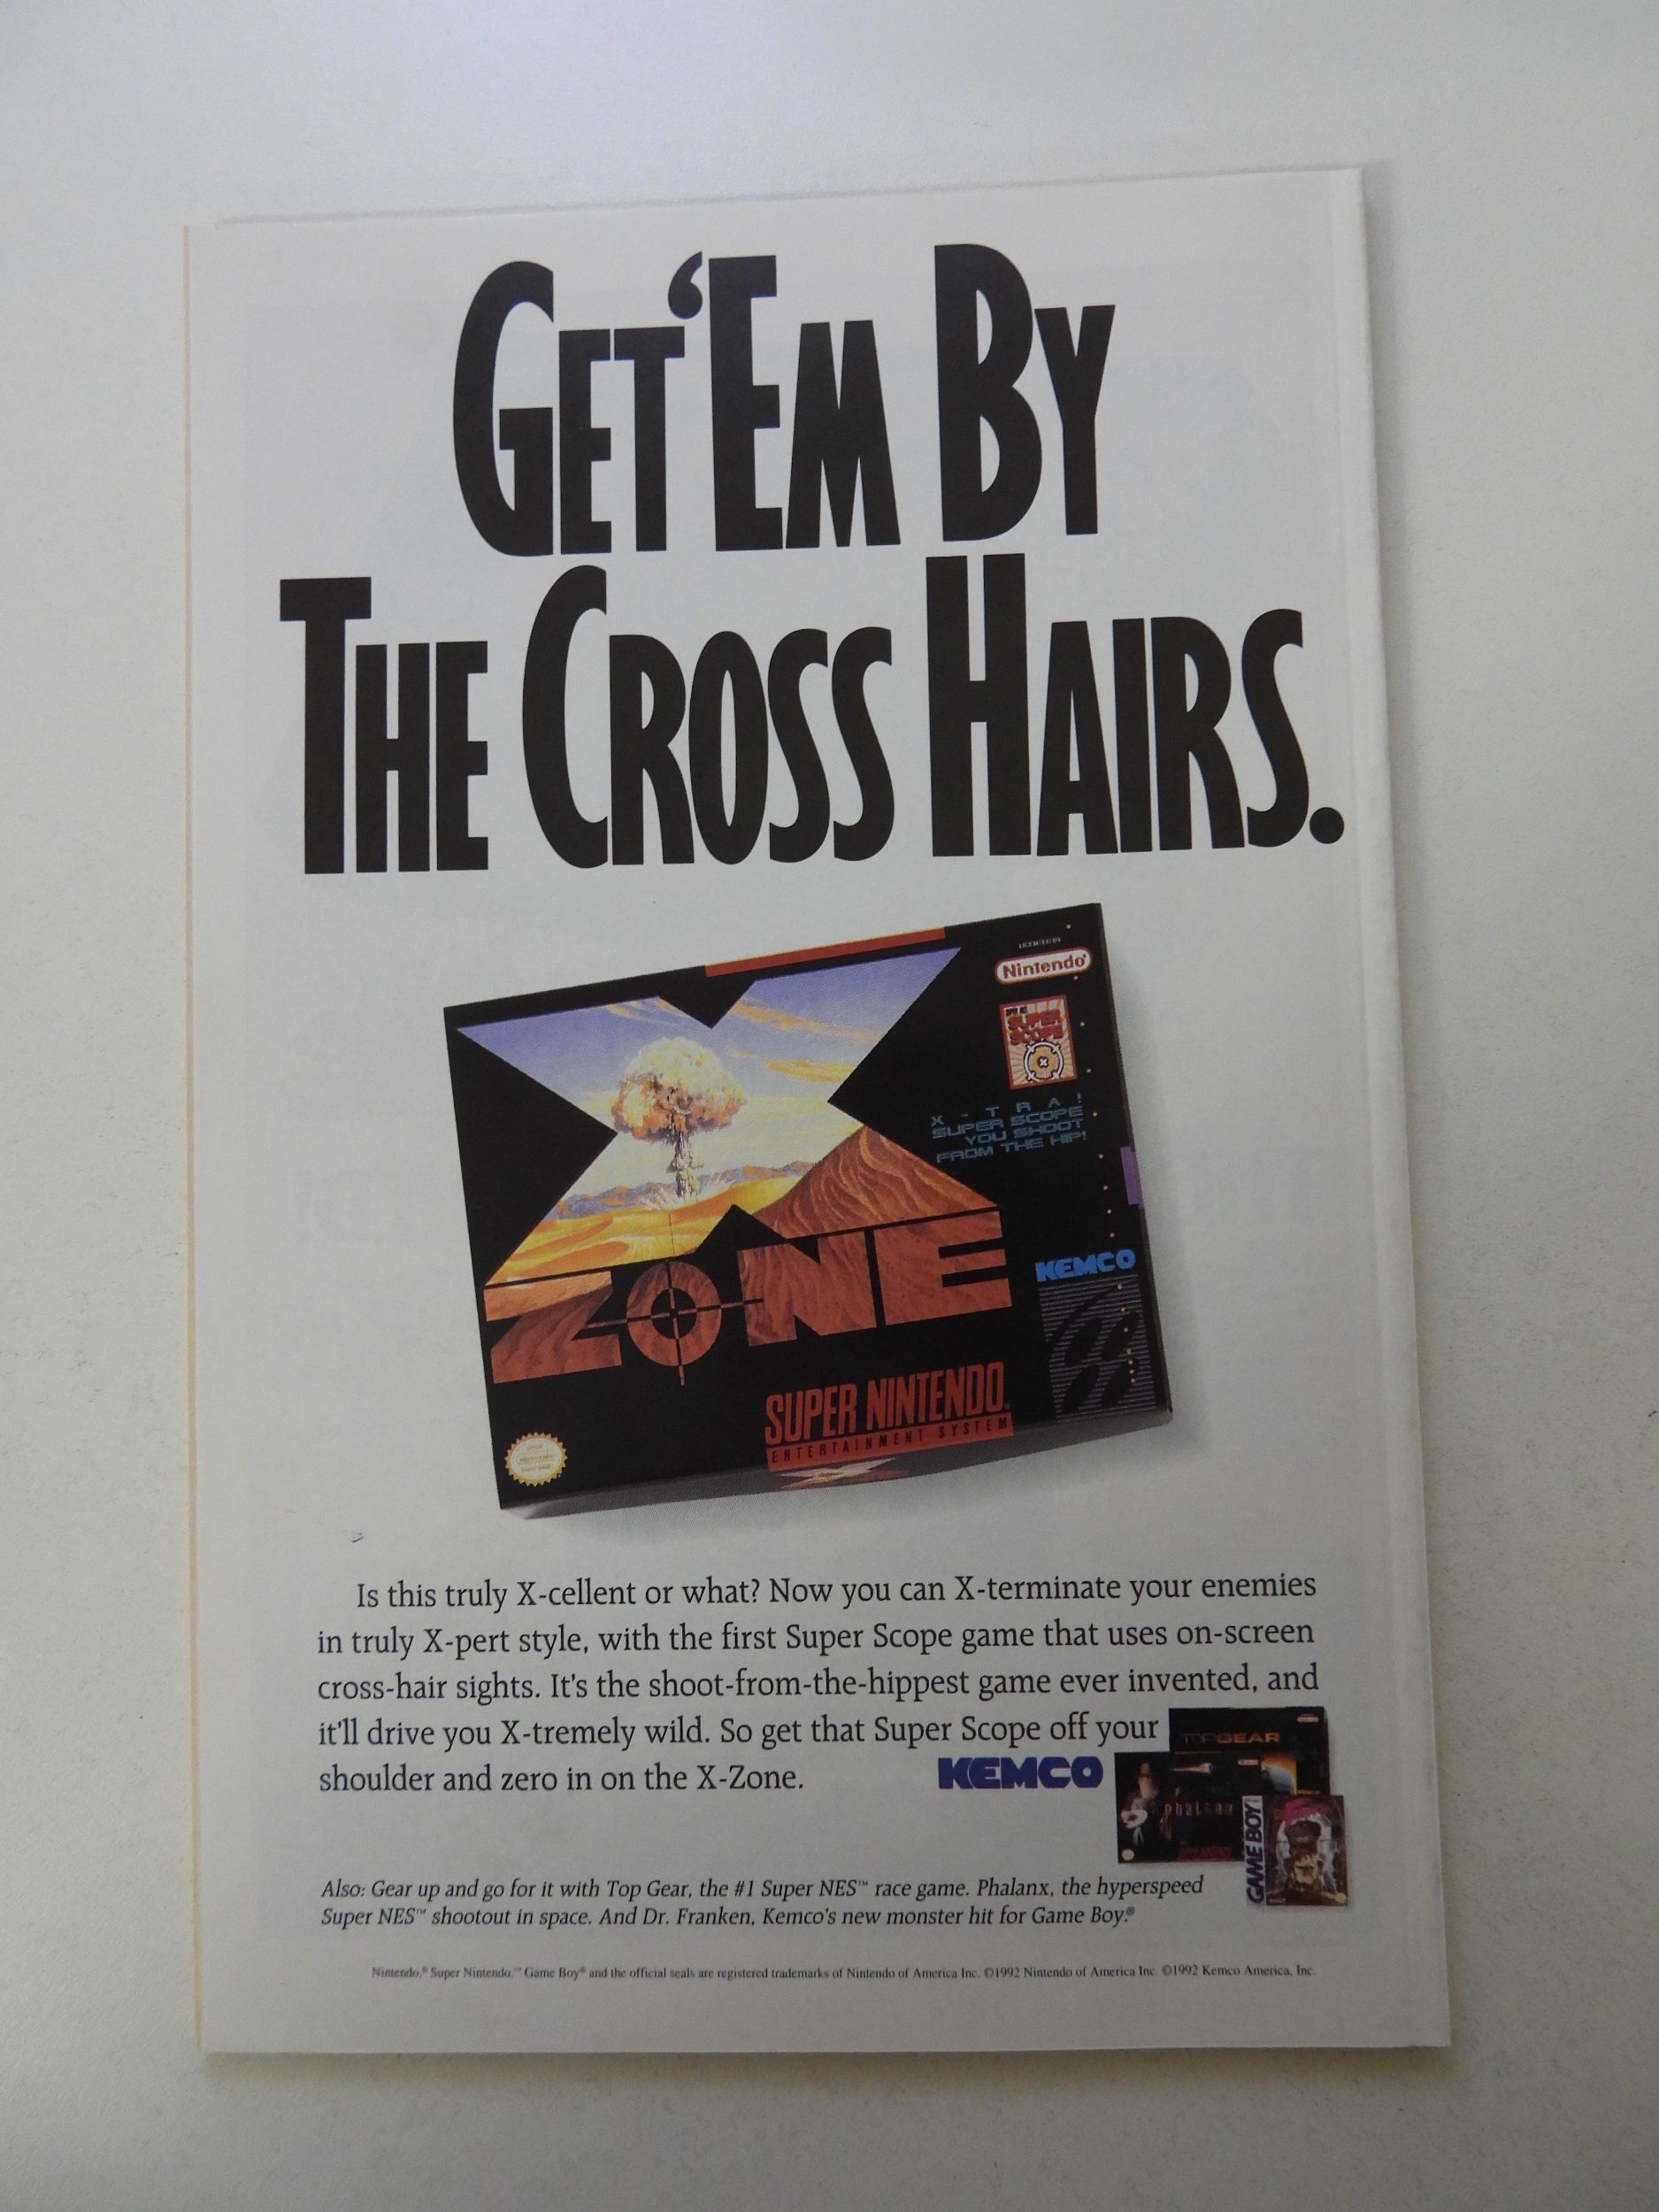 GET ‘EM BY
THE CROSS HAIRS.
LICENSED BY
Nintendo®
SUPER
SCOPE
X-TRA!
SUPER SCOPE
YOU SHOOT
FROM THE HIP!
X
ZONE
KEMCO
SUPER NINTENDO®
ENTERTAINMENT SYSTEM
Is this truly X-cellent or what? Now you can X-terminate your enemies
in truly X-pert style, with the first Super Scope game that uses on-screen
cross-hair sights. It's the shoot-from-the-hippest game ever invented, and
it'll drive you X-tremely wild. So get that Super Scope off your
shoulder and zero in on the X-Zone.
KEMCO
TOP GEAR
phalanx
GAME BOY
Also: Gear up and go for it with Top Gear, the #1 Super NES™ race game. Phalanx, the hyperspeed
Super NES™ shootout in space. And Dr. Franken, Kemco's new monster hit for Game Boy.®
Nintendo,® Super Nintendo,™ Game Boy® and the official seals are registered trademarks of Nintendo of America Inc. ©1992 Nintendo of America Inc. ©1992 Kemco America, Inc.